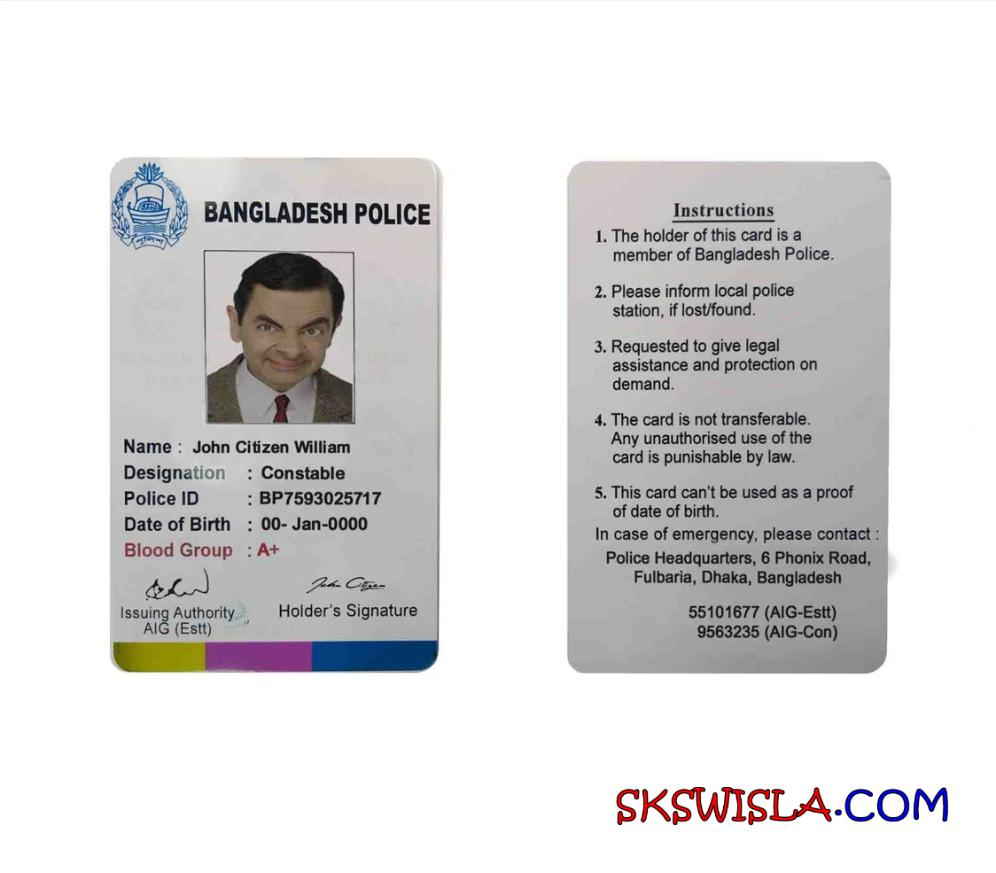 BANGLADESH POLICE
পুলিশ
Name : John Citizen William
Designation : Constable
Police ID : BP7593025717
Date of Birth : 00- Jan-0000
Blood Group : A+
John Citizen
Issuing Authority
AIG (Estt)
Holder's Signature
Instructions
1. The holder of this card is a
member of Bangladesh Police.
2. Please inform local police
station, if lost/found.
3. Requested to give legal
assistance and protection on
demand.
4. The card is not transferable.
Any unauthorised use of the
card is punishable by law.
5. This card can't be used as a proof
of date of birth.
In case of emergency, please contact :
Police Headquarters, 6 Phonix Road,
Fulbaria, Dhaka, Bangladesh
55101677 (AIG-Estt)
9563235 (AIG-Con)
SKSWISLA.COM